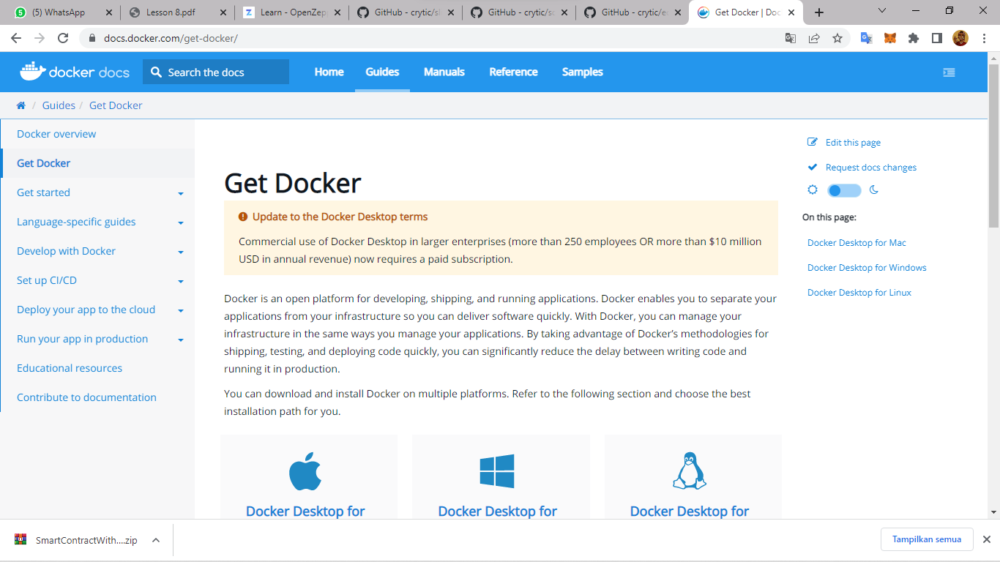 (5) WhatsApp
Lesson 8.pdf
Learn - OpenZep
GitHub - crytic/sl
GitHub - crytic/sc
GitHub - crytic/ec
Get Docker | Doc
docs.docker.com/get-docker/
docker docs
Search the docs
Home
Guides
Manuals
Reference
Samples
/ Guides / Get Docker
Docker overview
Get Docker
Get started
Language-specific guides
Develop with Docker
Set up CI/CD
Deploy your app to the cloud
Run your app in production
Educational resources
Contribute to documentation
Get Docker
Update to the Docker Desktop terms
Commercial use of Docker Desktop in larger enterprises (more than 250 employees OR more than $10 million
USD in annual revenue) now requires a paid subscription.
Docker is an open platform for developing, shipping, and running applications. Docker enables you to separate your
applications from your infrastructure so you can deliver software quickly. With Docker, you can manage your
infrastructure in the same ways you manage your applications. By taking advantage of Docker’s methodologies for
shipping, testing, and deploying code quickly, you can significantly reduce the delay between writing code and
running it in production.
You can download and install Docker on multiple platforms. Refer to the following section and choose the best
installation path for you.
Docker Desktop for
Docker Desktop for
Docker Desktop for
Edit this page
Request docs changes
On this page:
Docker Desktop for Mac
Docker Desktop for Windows
Docker Desktop for Linux
SmartContractWith....zip
Tampilkan semua